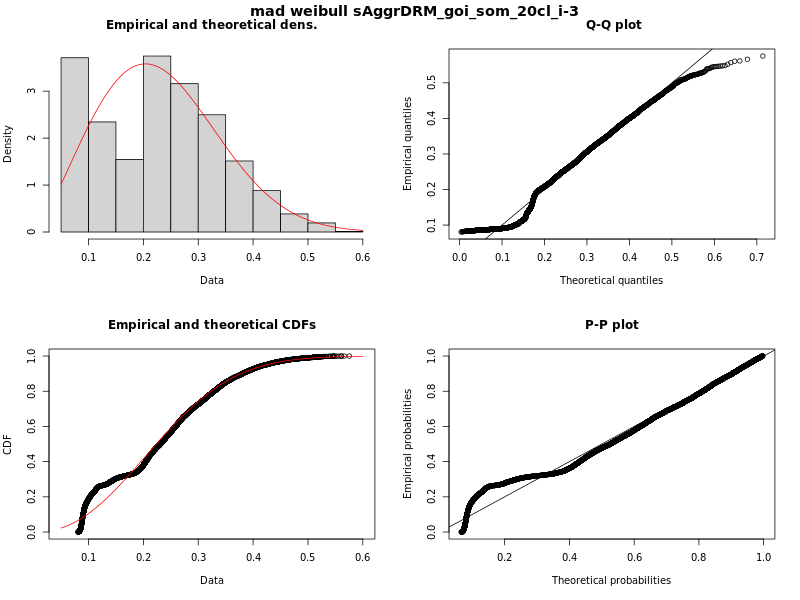 mad weibull sAggrDRM_goi_som_20cl_i-3
Empirical and theoretical dens.
Density
0 1 2 3
0.1 0.2 0.3 0.4 0.5 0.6
Data
Q-Q plot
Empirical quantiles
0.1 0.2 0.3 0.4 0.5
0.0 0.1 0.2 0.3 0.4 0.5 0.6 0.7
Theoretical quantiles
Empirical and theoretical CDFs
CDF
0.0 0.2 0.4 0.6 0.8 1.0
0.1 0.2 0.3 0.4 0.5 0.6
Data
P-P plot
Empirical probabilities
0.0 0.2 0.4 0.6 0.8 1.0
0.2 0.4 0.6 0.8 1.0
Theoretical probabilities